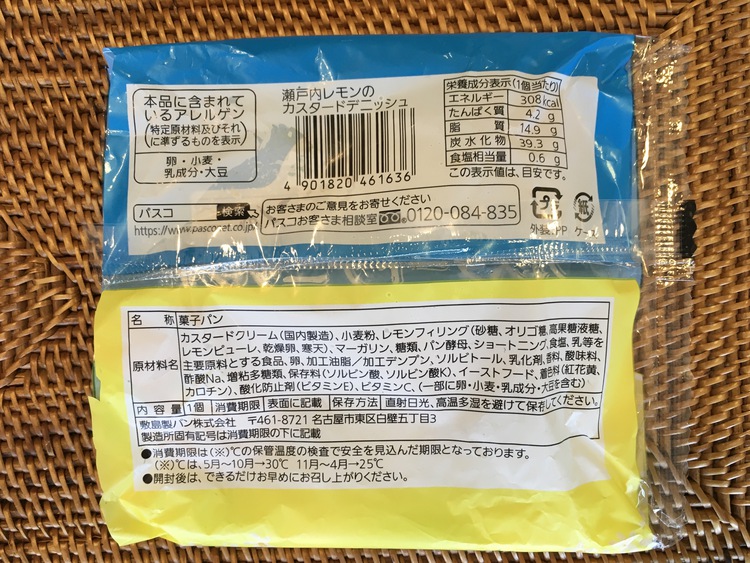 本品に含まれて
いるアレルゲン
(特定原材料及びそれ
に準ずるものを表示)
卵・小麦・
乳成分・大豆
瀬戸内レモンの
カスタードデニッシュ
4 901820 461636
栄養成分表示(1個当たり)
エネルギー 308kcal
たんぱく質 4.2g
脂質 14.9g
炭水化物 39.3g
食塩相当量 0.6g
この表示値は、目安です。
パスコ 検索
https://www.pasconet.co.jp/
お客さまのご意見をお寄せください
パスコお客さま相談室 0120-084-835
プラ
外装:PP
紙
ケース
名称 菓子パン
原材料名 カスタードクリーム(国内製造)、小麦粉、レモンフィリング(砂糖、オリゴ糖、高果糖液糖、
レモンピューレ、乾燥卵、寒天)、マーガリン、糖類、パン酵母、ショートニング、食塩、乳等を
主要原料とする食品、卵、加工油脂/加工デンプン、ソルビトール、乳化剤、香料、酸味料、
酢酸Na、増粘多糖類、保存料(ソルビン酸、ソルビン酸K)、イーストフード、着色料(紅花黄、
カロチン)、酸化防止剤(ビタミンE)、ビタミンC、(一部に卵・小麦・乳成分・大豆を含む)
内容量 1個 消費期限 表面に記載 保存方法 直射日光、高温多湿を避けて保存してください。
敷島製パン株式会社 〒461-8721 名古屋市東区白壁五丁目3
製造所固有記号は消費期限の下に記載
●消費期限は(※)℃の保管温度の検査で安全を見込んだ期限となっております。
(※)℃は、5月~10月→30℃ 11月~4月→25℃
●開封後は、できるだけお早めにお召し上がりください。